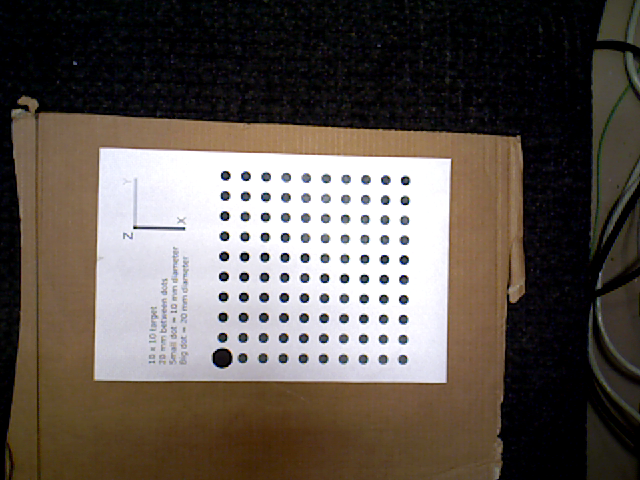 Z
Y
X
10 x 10 target
20 mm between dots
Small dot = 10 mm diameter
Big dot = 20 mm diameter